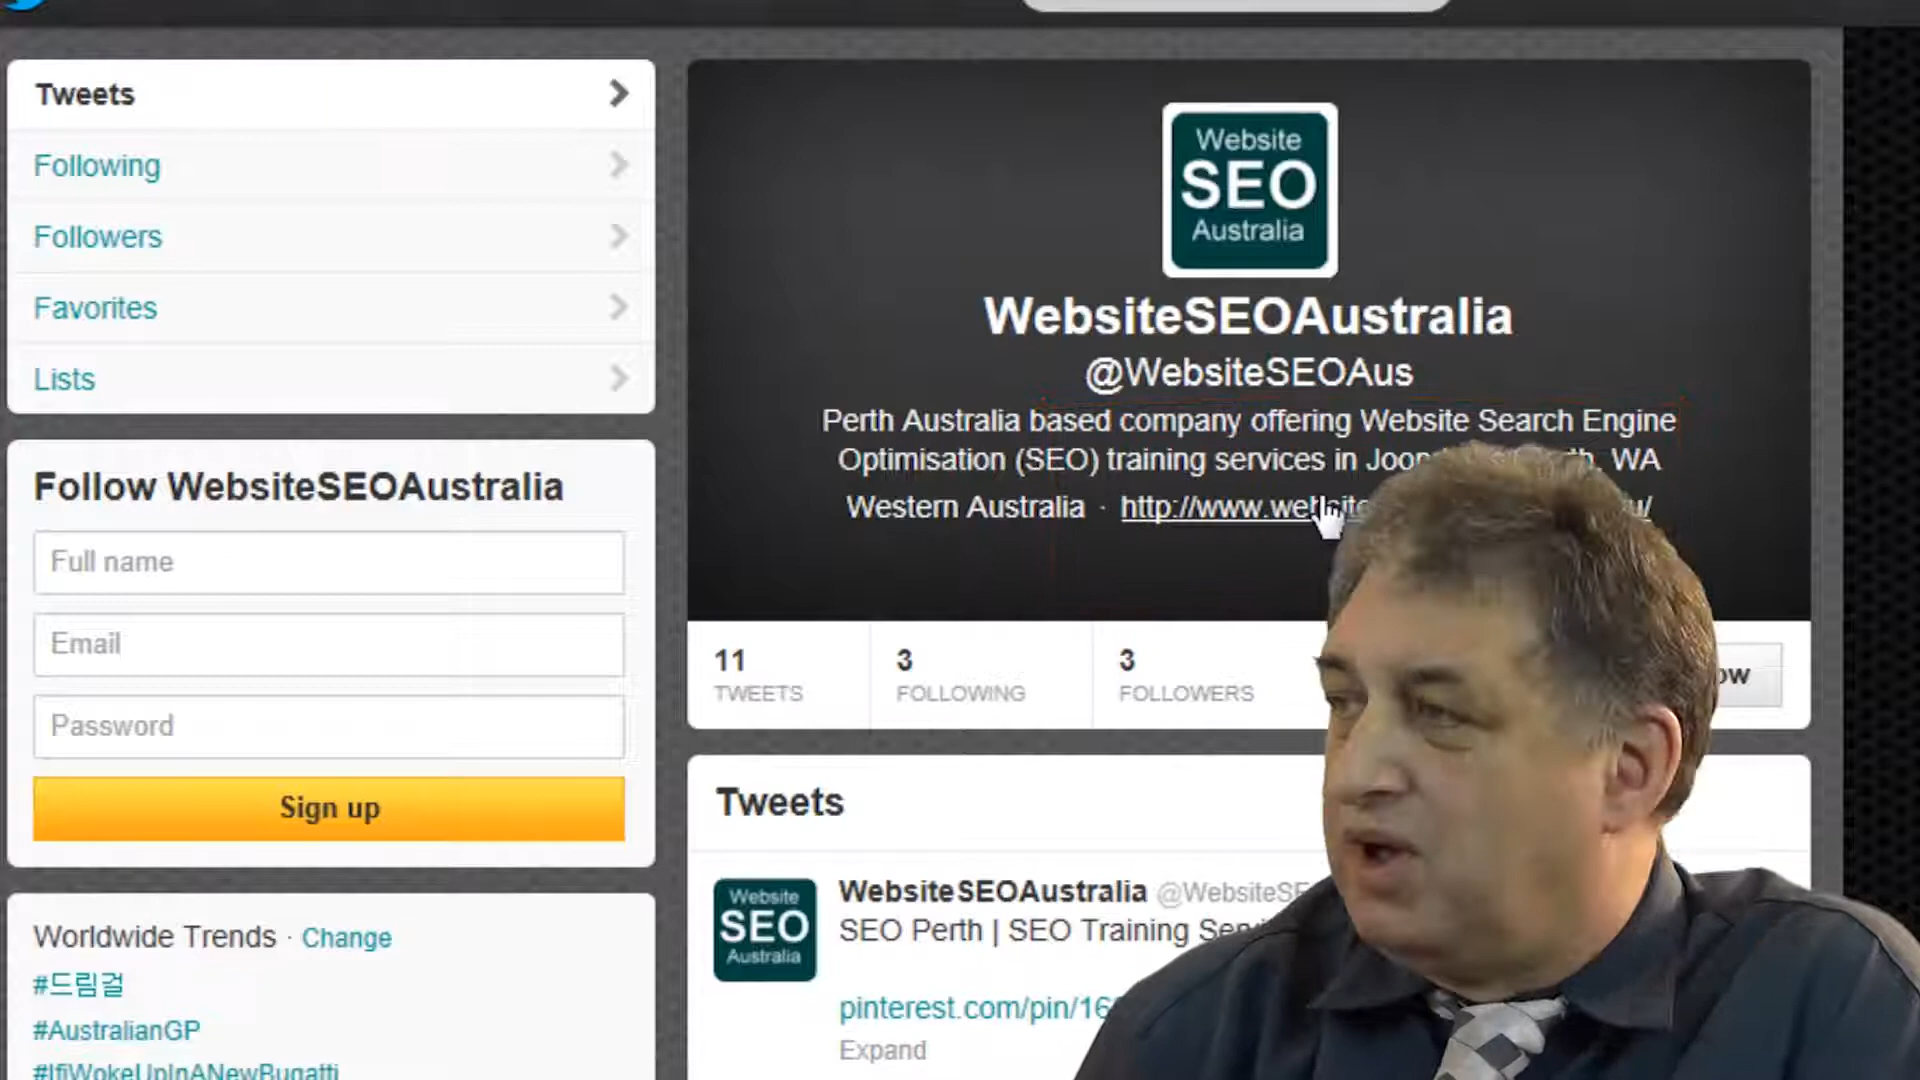 Tweets
Following
Followers
Favorites
Lists
Follow WebsiteSEOAustralia
Full name
Email
Password
Sign up
Worldwide Trends · Change
#드림걸
#AustralianGP
#IfiWokeUpInANewBugatti
Website
SEO
Australia
WebsiteSEOAustralia
@WebsiteSEOAus
Perth Australia based company offering Website Search Engine
Optimisation (SEO) training services in WA
Western Australia ·
11
TWEETS
3
FOLLOWING
3
FOLLOWERS
Tweets
Website
SEO
Australia
WebsiteSEOAustralia
SEO Perth | SEO Training
Expand